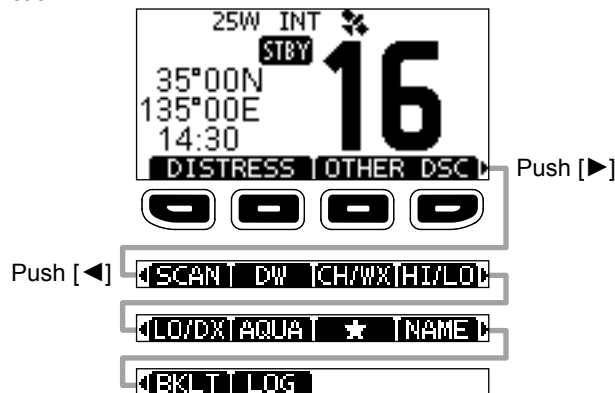 25W INT
STBY
16
35°00N
135°00E
14:30
DISTRESS OTHER DSC
Push [►]
Push [◄]
SCAN DW CH/WX HI/LO
LO/DX AQUA ★ NAME
BKLT LOG